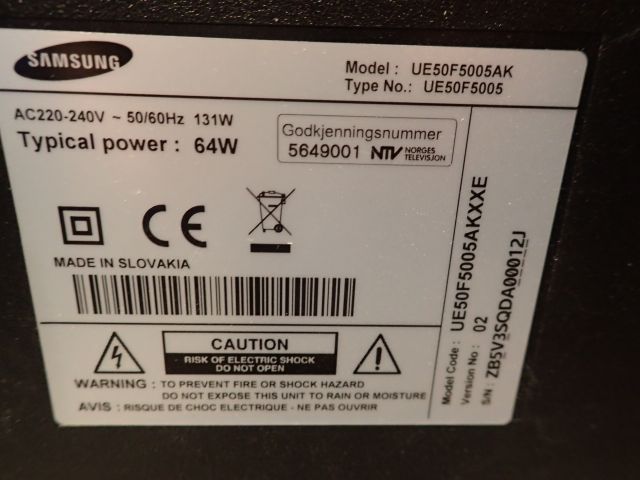 SAMSUNG
Model : UE50F5005AK
Type No.: UE50F5005
AC220-240V ~ 50/60Hz 131W
Typical power : 64W
Godkjenningsnummer
5649001 NTV NORGES TELEVISJON
CE
MADE IN SLOVAKIA
CAUTION
RISK OF ELECTRIC SHOCK
DO NOT OPEN
WARNING : TO PREVENT FIRE OR SHOCK HAZARD
DO NOT EXPOSE THIS UNIT TO RAIN OR MOISTURE
AVIS : RISQUE DE CHOC ELECTRIQUE - NE PAS OUVRIR
Model Code : UE50F5005AKXXE
Version No : 02
S/N : ZB5V3SQDA00012J